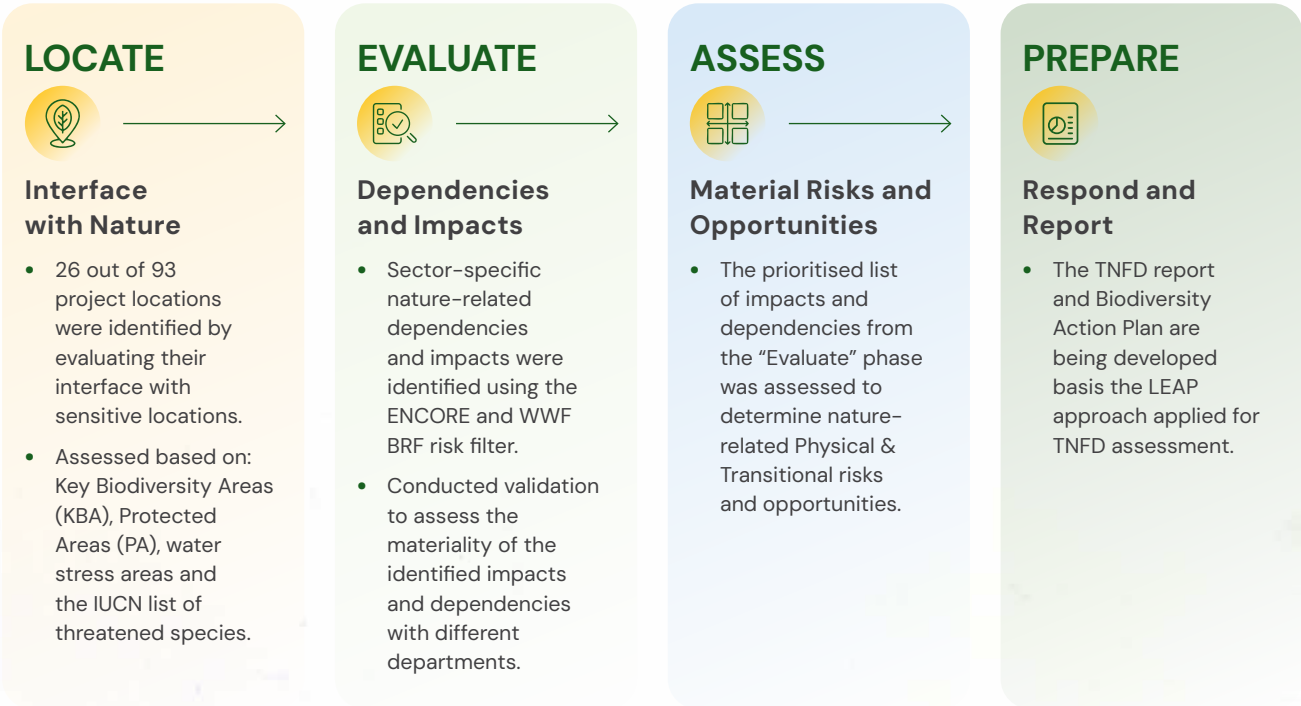 LOCATE
Interface
with Nature
• 26 out of 93
project locations
were identified by
evaluating their
interface with
sensitive locations.
• Assessed based on:
Key Biodiversity Areas
(KBA), Protected
Areas (PA), water
stress areas and
the IUCN list of
threatened species.
EVALUATE
Dependencies
and Impacts
• Sector-specific
nature-related
dependencies
and impacts were
identified using the
ENCORE and WWF
BRF risk filter.
• Conducted validation
to assess the
materiality of the
identified impacts
and dependencies
with different
departments.
ASSESS
Material Risks and
Opportunities
• The prioritised list
of impacts and
dependencies from
the “Evaluate” phase
was assessed to
determine nature-
related Physical &
Transitional risks
and opportunities.
PREPARE
Respond and
Report
• The TNFD report
and Biodiversity
Action Plan are
being developed
basis the LEAP
approach applied for
TNFD assessment.